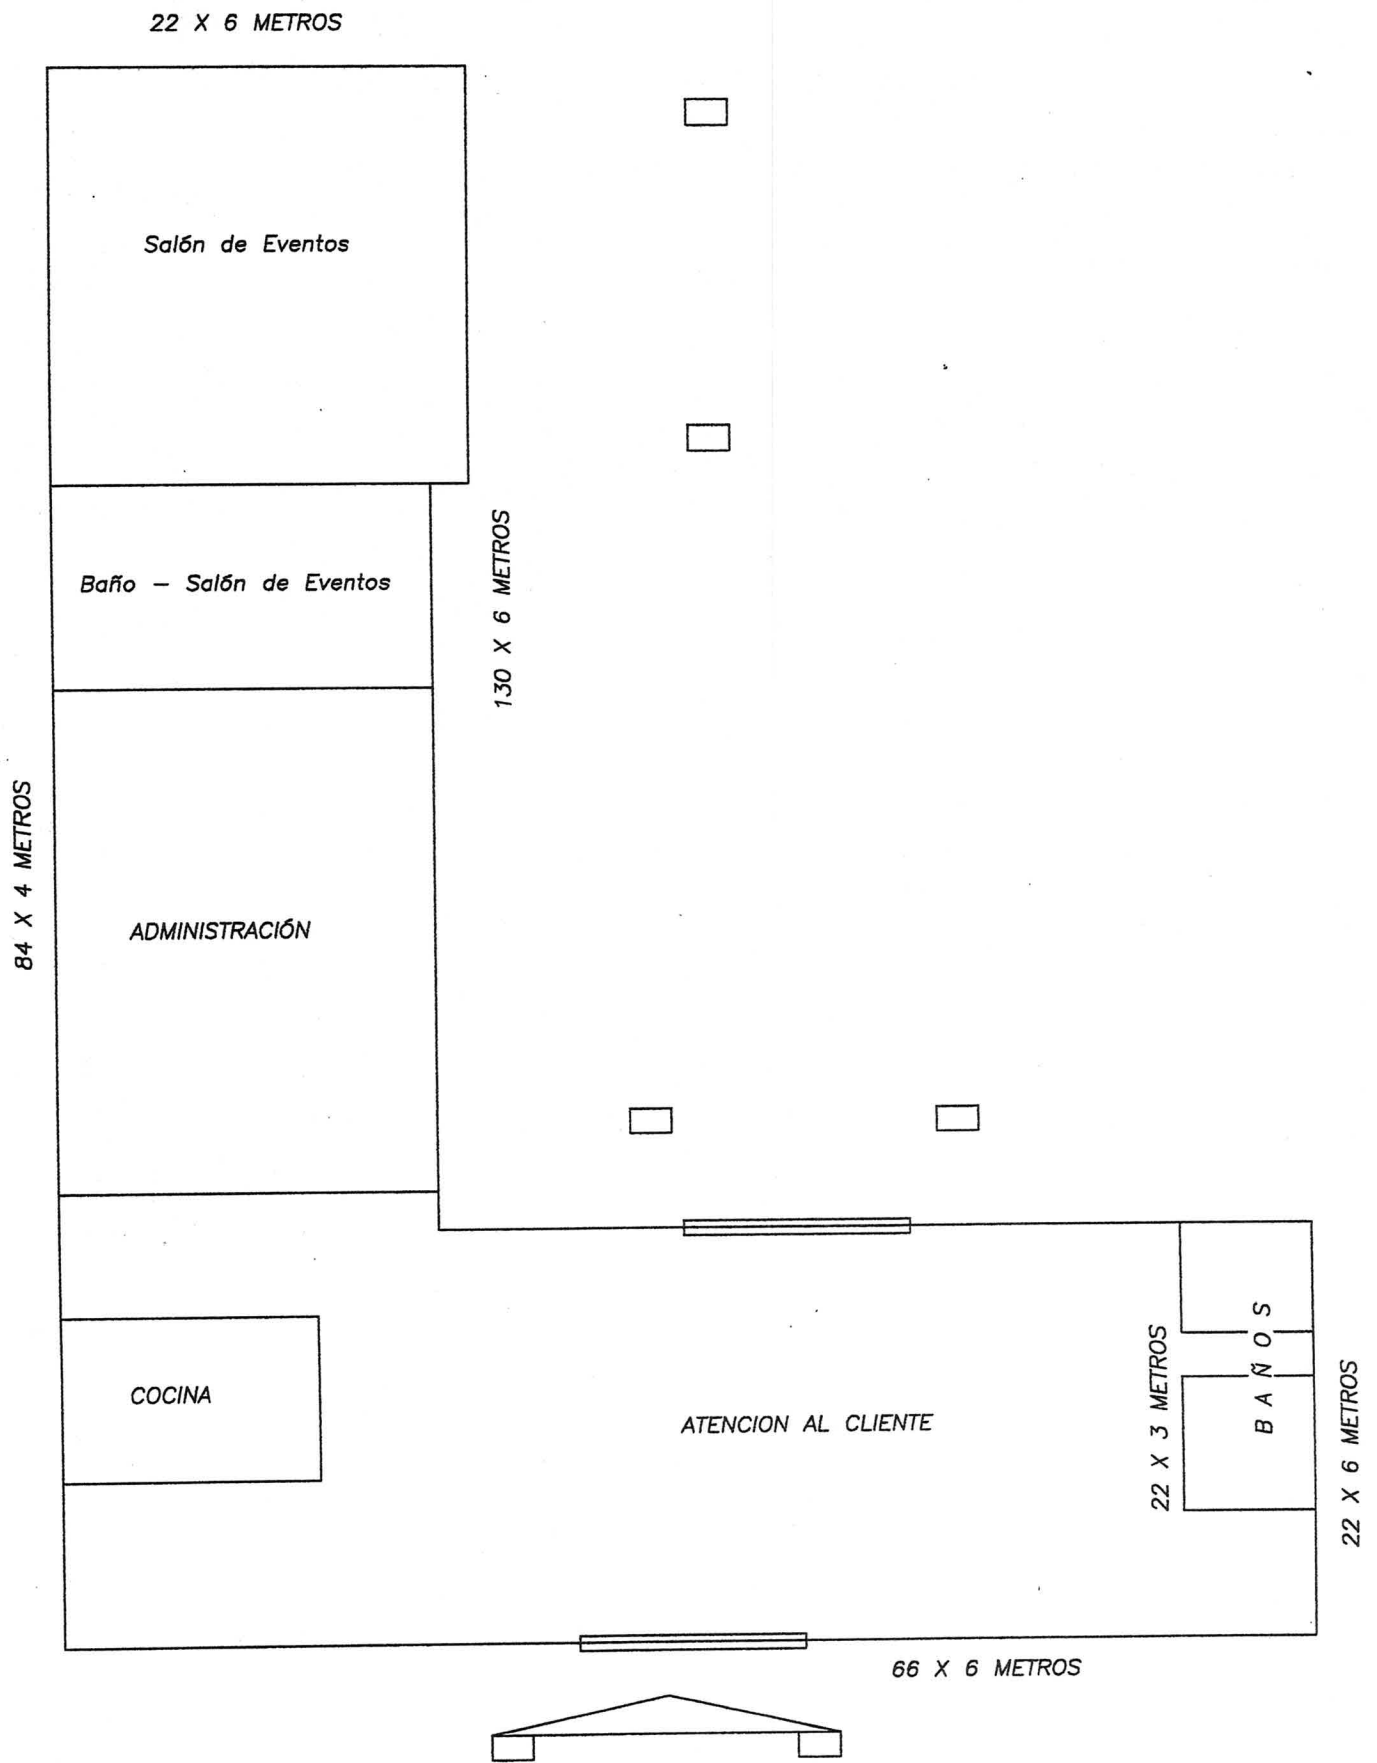 22 X 6 METROS
Salón de Eventos
Baño - Salón de Eventos
130 X 6 METROS
84 X 4 METROS
ADMINISTRACIÓN
COCINA
ATENCION AL CLIENTE
22 X 3 METROS
BAÑOS
22 X 6 METROS
66 X 6 METROS